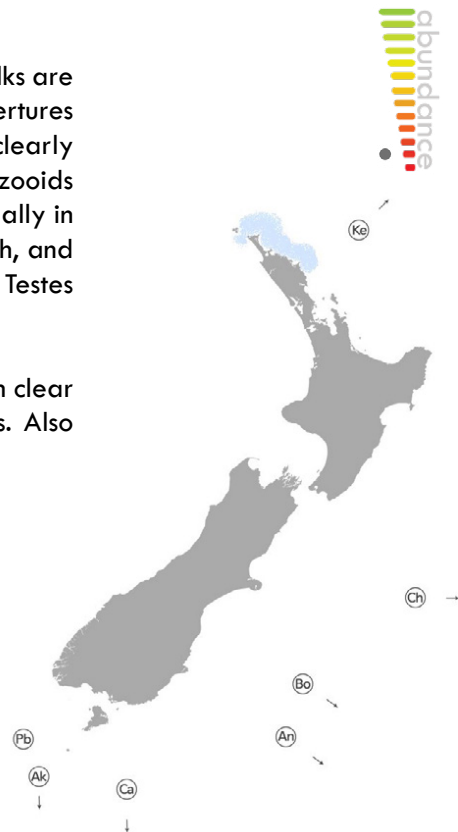 abundance
lks are
ertures
clearly
zooids
ally in
h, and
Testes
n clear
s. Also
Ke
Ch
Bo
An
Pb
Ak
Ca